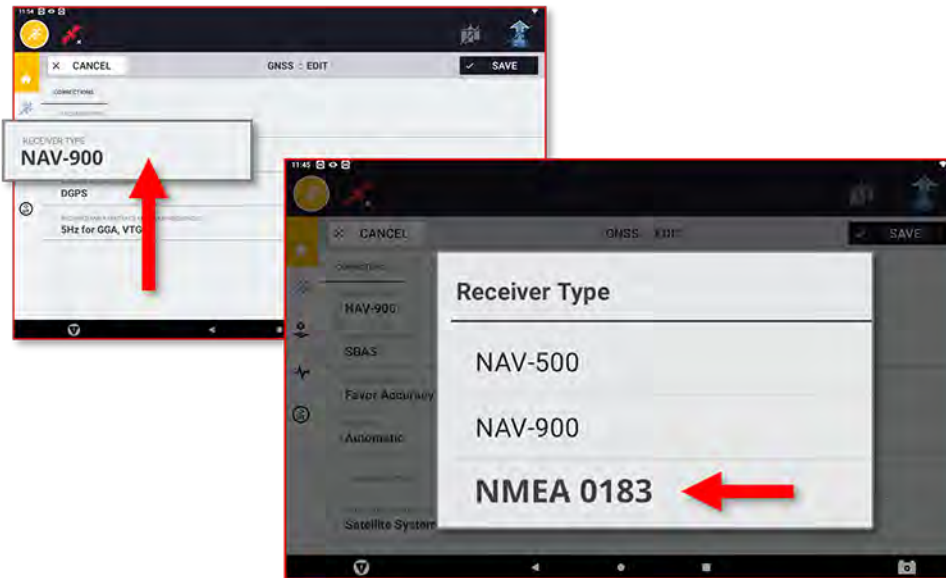 11:54
CANCEL
GNSS : EDIT
SAVE
CONNECTIONS
RECEIVER TYPE
NAV-900
DGPS
5Hz for GGA, VTG
11:45
CANCEL
GNSS EDIT
SAVE
CONNECTIONS
NAV-900
SBAS
Favor Accuracy
Automatic
Satellite System
Receiver Type
NAV-500
NAV-900
NMEA 0183